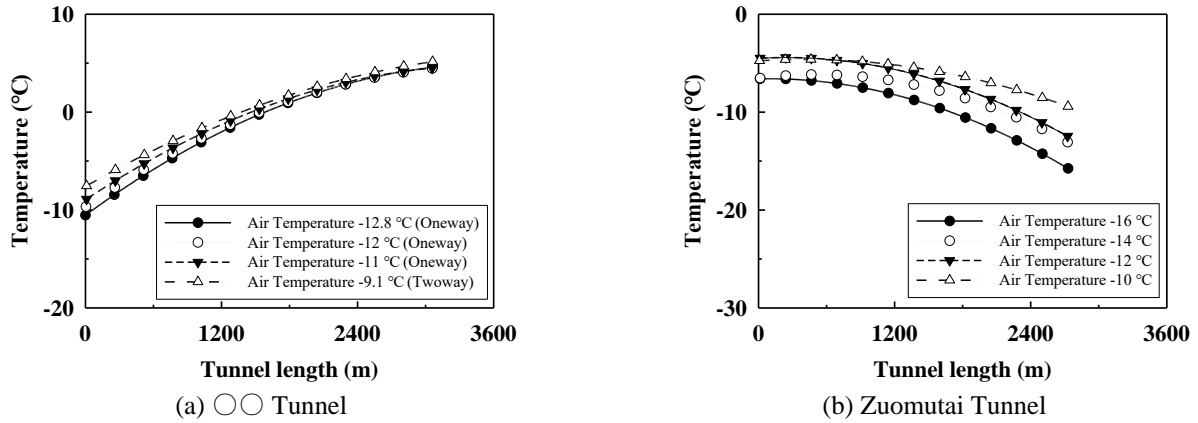 10
0
-10
-20
Temperature (°C)
Air Temperature -12.8 °C (Oneway)
Air Temperature -12 °C (Oneway)
Air Temperature -11 °C (Oneway)
Air Temperature -9.1 °C (Twoway)
0 1200 2400 3600
Tunnel length (m)
(a) ○○ Tunnel
0
-10
-20
-30
Temperature (°C)
Air Temperature -16 °C
Air Temperature -14 °C
Air Temperature -12 °C
Air Temperature -10 °C
0 1200 2400 3600
Tunnel length (m)
(b) Zuomutai Tunnel